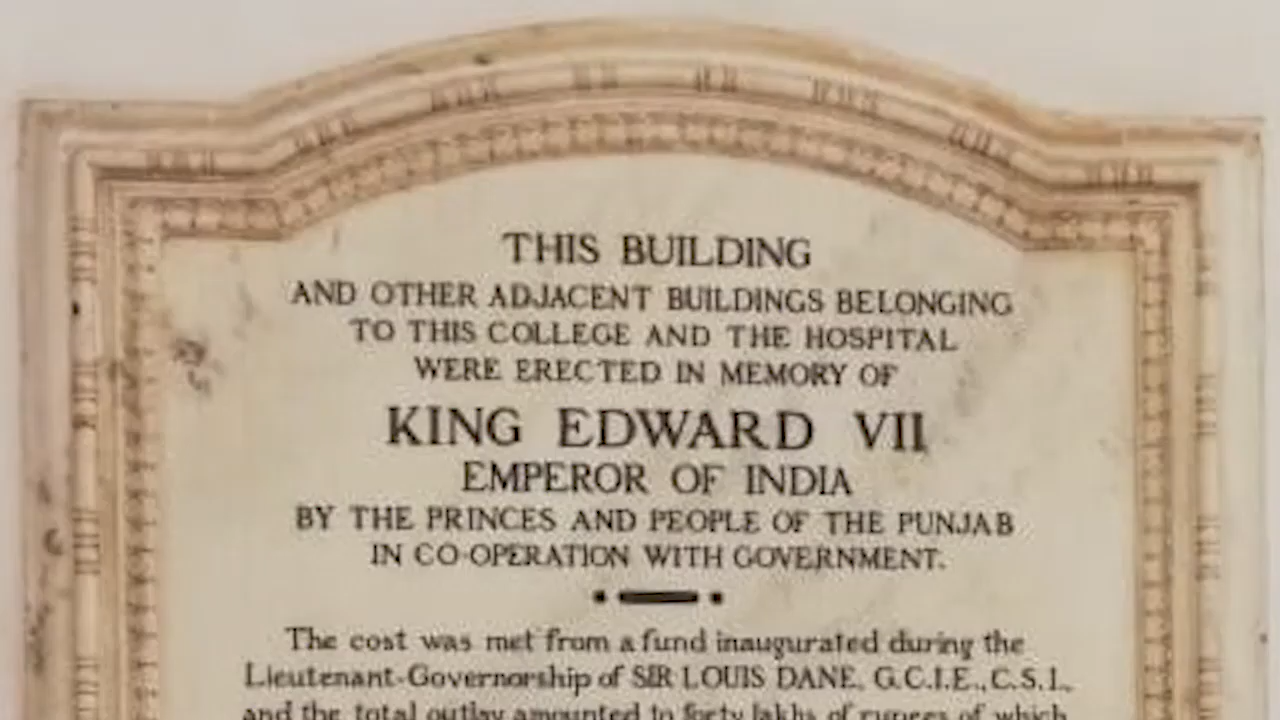 THIS BUILDING
AND OTHER ADJACENT BUILDINGS BELONGING
TO THIS COLLEGE AND THE HOSPITAL
WERE ERECTED IN MEMORY OF
KING EDWARD VII
EMPEROR OF INDIA
BY THE PRINCES AND PEOPLE OF THE PUNJAB
IN CO-OPERATION WITH GOVERNMENT.
The cost was met from a fund inaugurated during the
Lieutenant-Governorship of SIR LOUIS DANE, G.C.I.E., C.S.I.,
and the total outlay amounted to forty lakhs of rupees of which